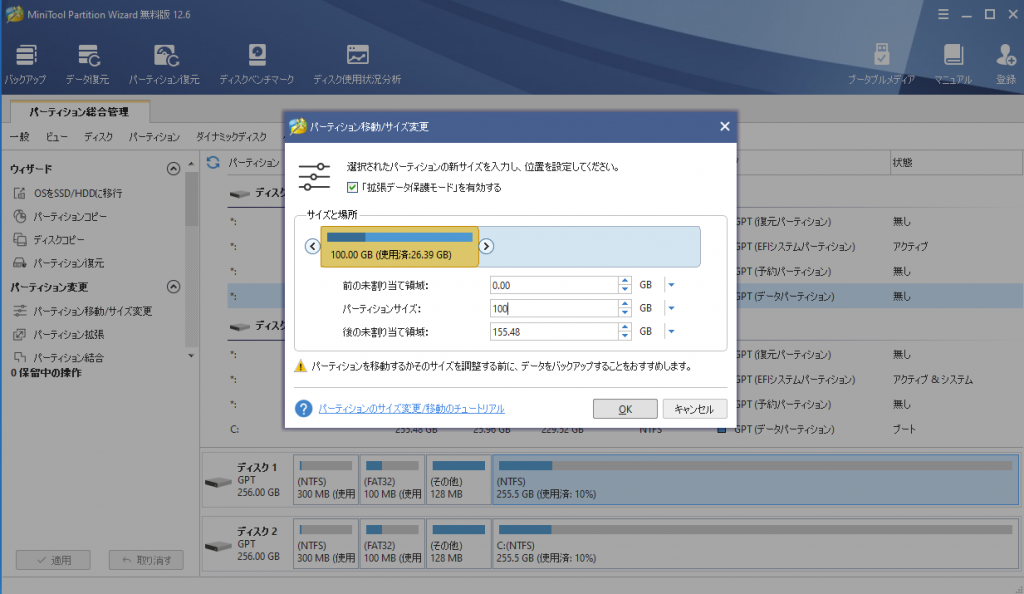 MiniTool Partition Wizard 無料版 12.6
バックアップ データ復元 パーティション復元 ディスクベンチマーク ディスク使用状況分析 ブータブルメディア マニュアル 登録
パーティション総合管理
一般 ビュー ディスク パーティション ダイナミックディスク
ウィザード
OSをSSD/HDDに移行
パーティションコピー
ディスクコピー
パーティション復元
パーティション変更
パーティション移動/サイズ変更
パーティション拡張
パーティション結合
0 保留中の操作
適用 取り消す
パーティション 状態
ディスク
*: GPT (復元パーティション) 無し
*: GPT (EFIシステムパーティション) アクティブ
*: GPT (予約パーティション) 無し
*: GPT (データパーティション) 無し
ディスク
*: GPT (復元パーティション) 無し
*: GPT (EFIシステムパーティション) アクティブ & システム
*: GPT (予約パーティション) 無し
C: 255.48 GB 25.96 GB 229.52 GB NTFS GPT (データパーティション) ブート
パーティション移動/サイズ変更
選択されたパーティションの新サイズを入力し、位置を設定してください。
「拡張データ保護モード」を有効する
サイズと場所
100.00 GB (使用済:26.39 GB)
前の未割り当て領域: 0.00 GB
パーティションサイズ: 100 GB
後の未割り当て領域: 155.48 GB
パーティションを移動するかそのサイズを調整する前に、データをバックアップすることをおすすめします。
パーティションのサイズ変更/移動のチュートリアル
OK キャンセル
ディスク 1
GPT
256.00 GB
(NTFS)
300 MB (使用
(FAT32)
100 MB (使用
(その他)
128 MB
(NTFS)
255.5 GB (使用済: 10%)
ディスク 2
GPT
256.00 GB
(NTFS)
300 MB (使用
(FAT32)
100 MB (使用
(その他)
128 MB
C:(NTFS)
255.5 GB (使用済: 10%)